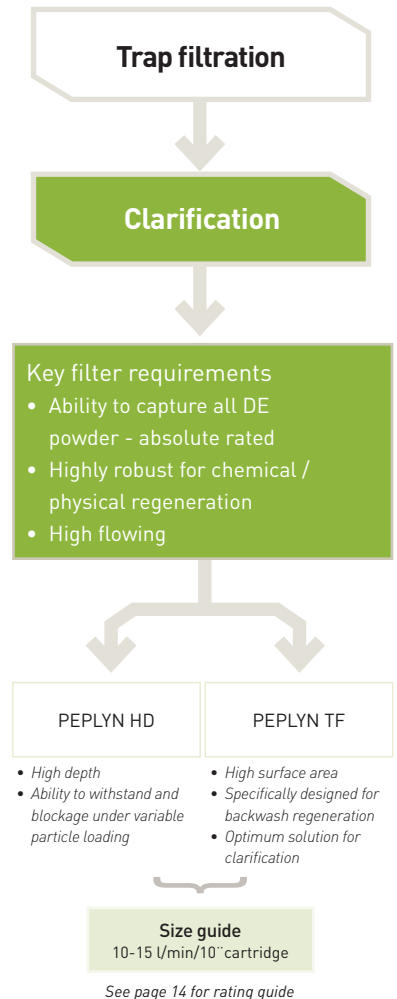 Trap filtration
Clarification
Key filter requirements
• Ability to capture all DE
powder - absolute rated
• Highly robust for chemical /
physical regeneration
• High flowing
PEPLYN HD
PEPLYN TF
• High depth
• Ability to withstand and
blockage under variable
particle loading
• High surface area
• Specifically designed for
backwash regeneration
• Optimum solution for
clarification
Size guide
10-15 l/min/10¨cartridge
See page 14 for rating guide